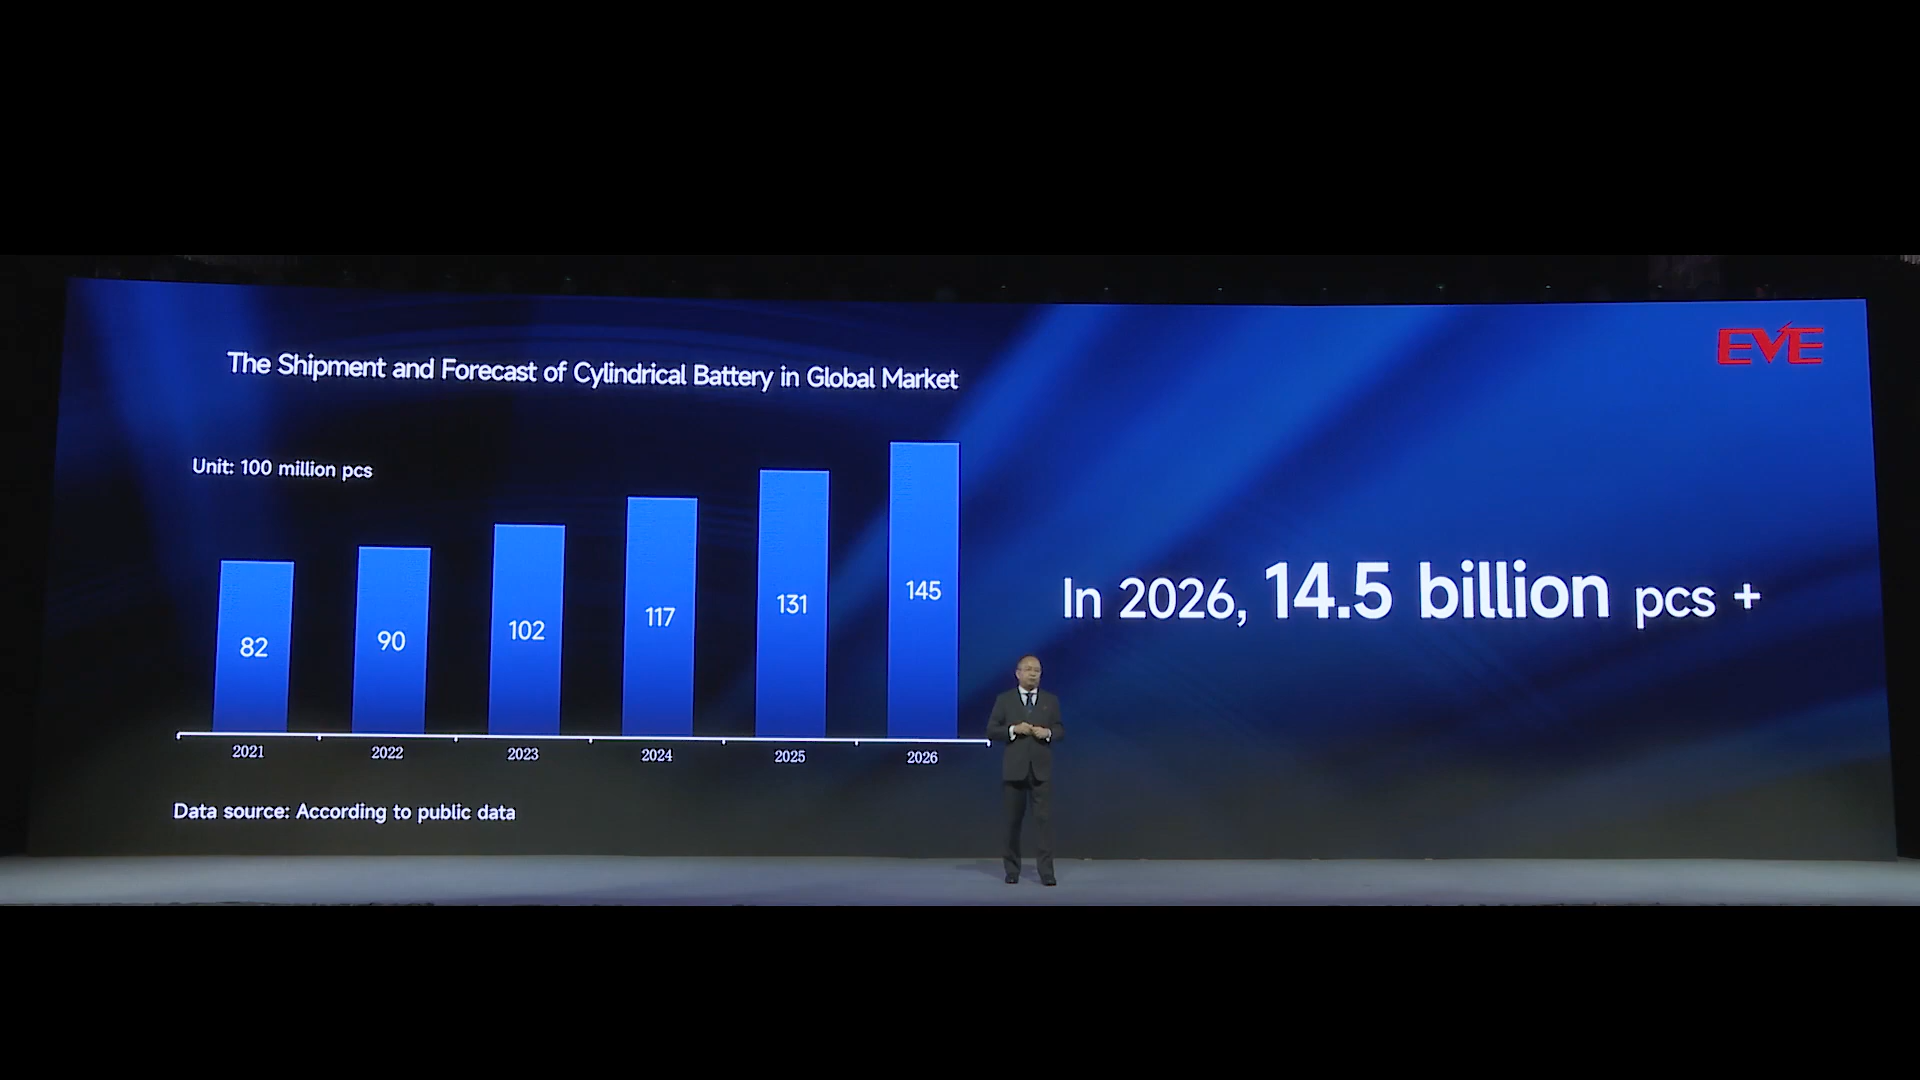 The Shipment and Forecast of Cylindrical Battery in Global Market
EVE
Unit: 100 million pcs
82
90
102
117
131
145
2021
2022
2023
2024
2025
2026
Data source: According to public data
In 2026, 14.5 billion pcs +